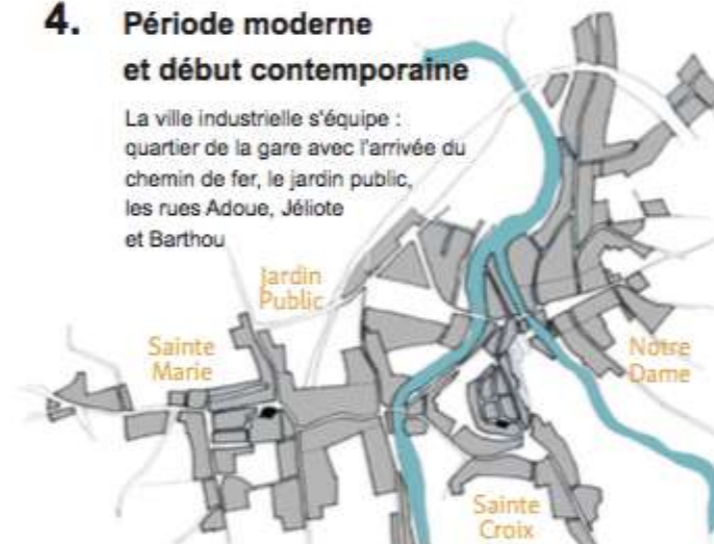 4. Période moderne
et début contemporaine
La ville industrielle s'équipe :
quartier de la gare avec l'arrivée du
chemin de fer, le jardin public,
les rues Adoue, Jéliote
et Barthou
Jardin
Public
Sainte
Marie
Notre
Dame
Sainte
Croix